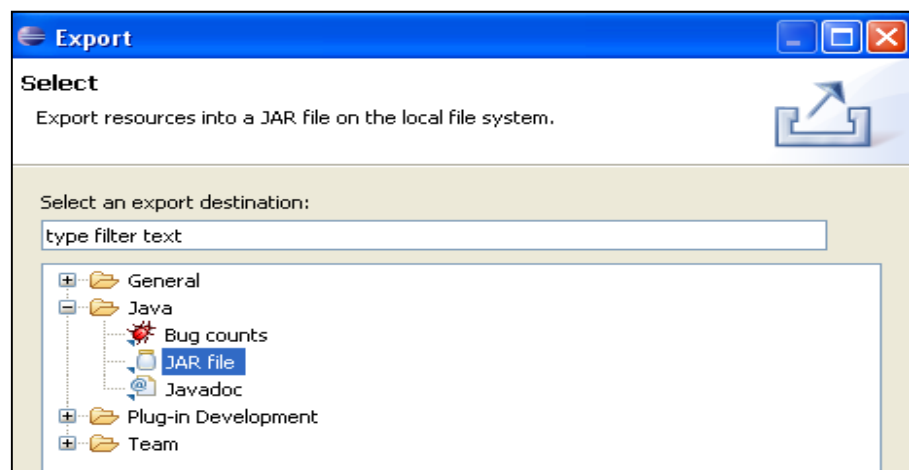 Export
Select
Export resources into a JAR file on the local file system.
Select an export destination:
type filter text
General
Java
Bug counts
JAR file
Javadoc
Plug-in Development
Team